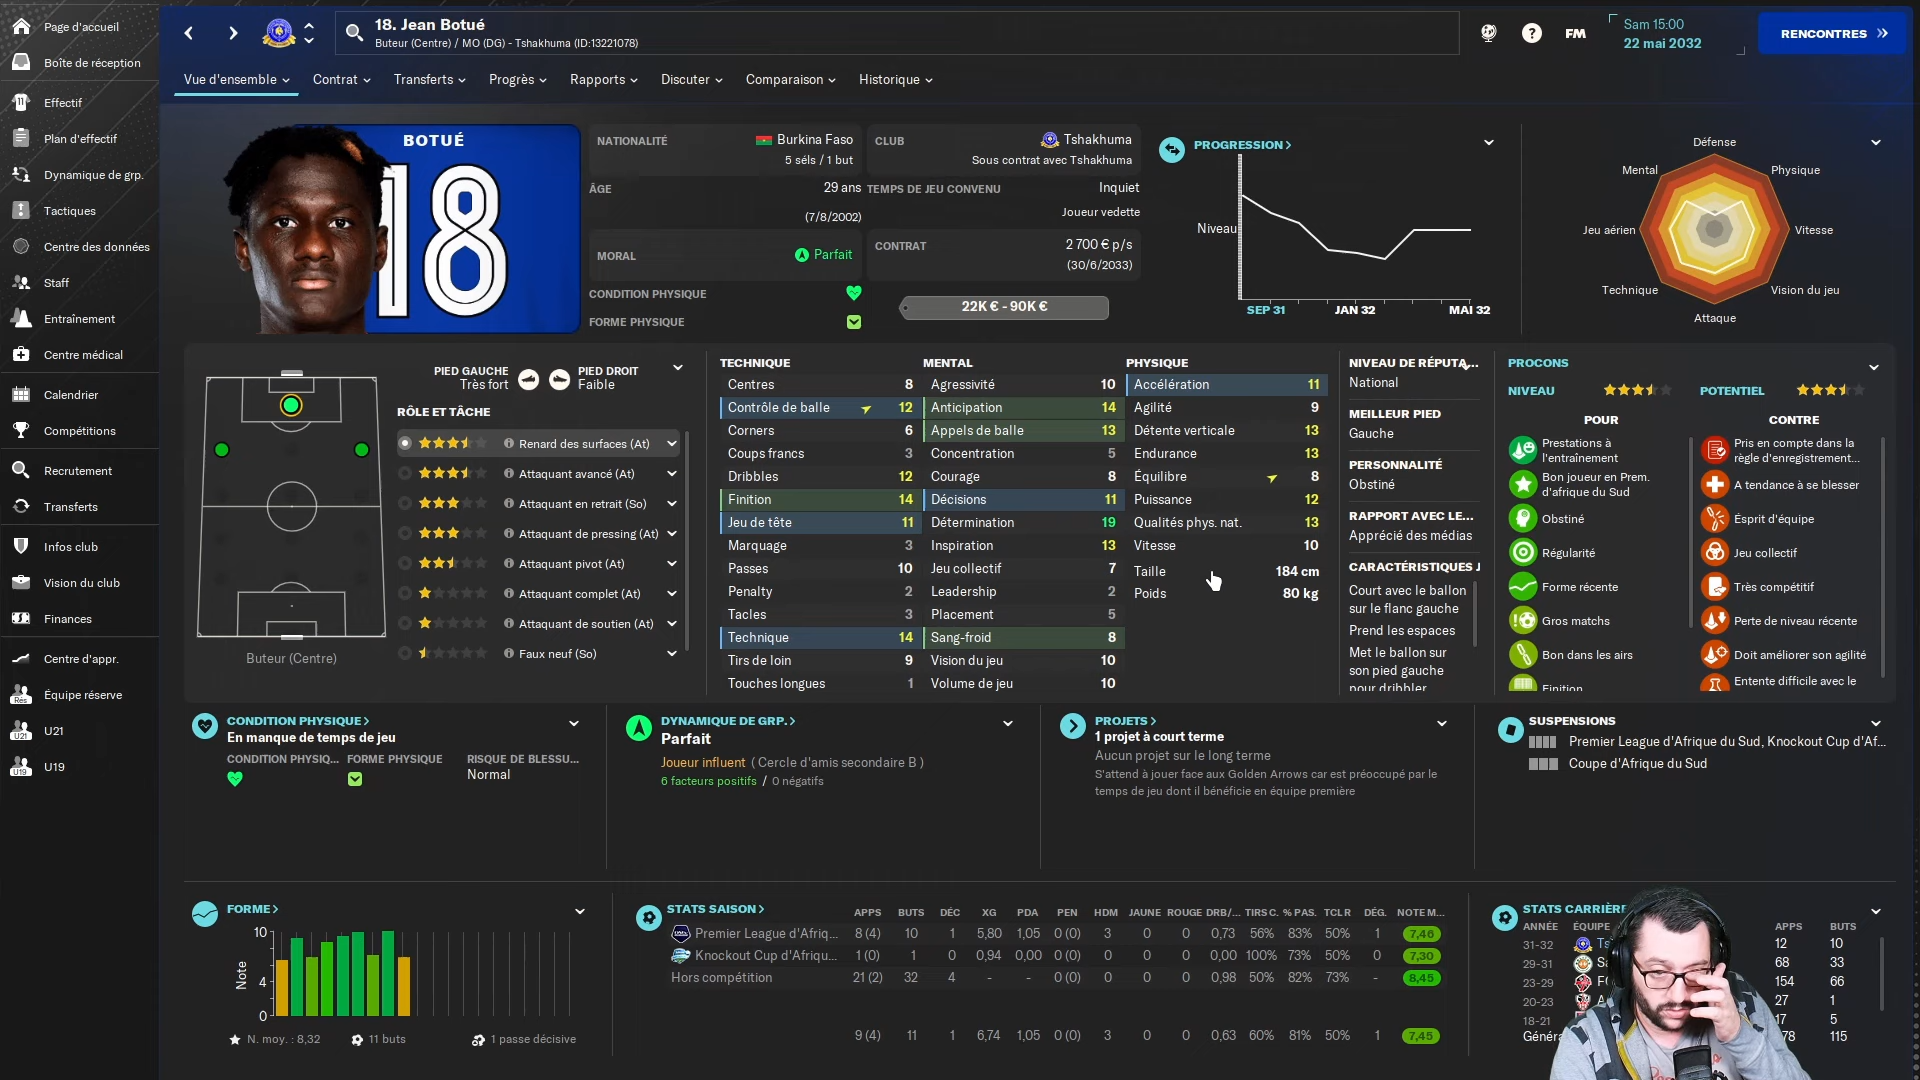 Page d'accueil
Boîte de réception
Effectif
Plan d'effectif
Dynamique de grp.
Tactiques
Centre des données
Staff
Entraînement
Centre médical
Calendrier
Compétitions
Recrutement
Transferts
Infos club
Vision du club
Finances
Centre d'appr.
Équipe réserve
U21
U19
18. Jean Botué
Buteur (Centre) / MO (DG) - Tshakhuma (ID:13221078)
FM
Sam 15:00
22 mai 2032
RENCONTRES
Vue d'ensemble
Contrat
Transferts
Progrès
Rapports
Discuter
Comparaison
Historique
BOTUÉ
18
NATIONALITÉ
Burkina Faso
5 séls / 1 but
ÂGE
29 ans
(7/8/2002)
MORAL
Parfait
CONDITION PHYSIQUE
FORME PHYSIQUE
CLUB
Tshakhuma
Sous contrat avec Tshakhuma
TEMPS DE JEU CONVENU
Inquiet
Joueur vedette
CONTRAT
2 700 € p/s
(30/6/2033)
22K € - 90K €
PROGRESSION
Niveau
SEP 31 JAN 32 MAI 32
Défense
Mental
Physique
Jeu aérien
Vitesse
Technique
Vision du jeu
Attaque
PIED GAUCHE
Très fort
PIED DROIT
Faible
RÔLE ET TÂCHE
Renard des surfaces (At)
Attaquant avancé (At)
Attaquant en retrait (So)
Attaquant de pressing (At)
Attaquant pivot (At)
Attaquant complet (At)
Attaquant de soutien (At)
Faux neuf (So)
Buteur (Centre)
TECHNIQUE
Centres 8
Contrôle de balle 12
Corners 6
Coups francs 3
Dribbles 12
Finition 14
Jeu de tête 11
Marquage 3
Passes 10
Penalty 2
Tacles 3
Technique 14
Tirs de loin 9
Touches longues 1
MENTAL
Agressivité 10
Anticipation 14
Appels de balle 13
Concentration 5
Courage 8
Décisions 11
Détermination 19
Inspiration 13
Jeu collectif 7
Leadership 2
Placement 5
Sang-froid 8
Vision du jeu 10
Volume de jeu 10
PHYSIQUE
Accélération 11
Agilité 9
Détente verticale 13
Endurance 13
Équilibre 8
Puissance 12
Qualités phys. nat. 13
Vitesse 10
Taille 184 cm
Poids 80 kg
NIVEAU DE RÉPUTA...
National
MEILLEUR PIED
Gauche
PERSONNALITÉ
Obstiné
RAPPORT AVEC LE...
Apprécié des médias
CARACTÉRISTIQUES J
Court avec le ballon
sur le flanc gauche
Prend les espaces
Met le ballon sur
son pied gauche
pour dribbler
PROCONS
NIVEAU
POTENTIEL
POUR
Prestations à
l'entraînement
Bon joueur en Prem.
d'afrique du Sud
Obstiné
Régularité
Forme récente
Gros matchs
Bon dans les airs
Finition
CONTRE
Pris en compte dans la
règle d'enregistrement...
A tendance à se blesser
Esprit d'équipe
Jeu collectif
Très compétitif
Perte de niveau récente
Doit améliorer son agilité
Entente difficile avec le
CONDITION PHYSIQUE
En manque de temps de jeu
CONDITION PHYSIQ...
FORME PHYSIQUE
RISQUE DE BLESSU...
Normal
DYNAMIQUE DE GRP.
Parfait
Joueur influent ( Cercle d'amis secondaire B )
6 facteurs positifs / 0 négatifs
PROJETS
1 projet à court terme
Aucun projet sur le long terme
S'attend à jouer face aux Golden Arrows car est préoccupé par le
temps de jeu dont il bénéficie en équipe première
SUSPENSIONS
Premier League d'Afrique du Sud, Knockout Cup d'Af...
Coupe d'Afrique du Sud
FORME
Note
10
4
0
N. moy. : 8,32
11 buts
1 passe décisive
STATS SAISON
APPS BUTS DÉC XG PDA PEN HDM JAUNE ROUGE DRB/... TIRS C. % PAS. TCL R DÉG. NOTE M...
Premier League d'Afriq... 8 (4) 10 1 5,80 1,05 0 (0) 3 0 0 0,73 56% 83% 50% 1 7,46
Knockout Cup d'Afriqu... 1 (0) 1 0 0,94 0,00 0 (0) 0 0 0 0,00 100% 73% 50% 0 7,30
Hors compétition 21 (2) 32 4 - - 0 (0) 0 0 0 0,98 50% 82% 73% - 8,45
9 (4) 11 1 6,74 1,05 0 (0) 3 0 0 0,63 60% 81% 50% 1 7,45
STATS CARRIÈRE
ANNÉE ÉQUIPE APPS BUTS
31-32 12 10
29-31 68 33
23-29 154 66
20-23 27 1
18-21 17 5
115